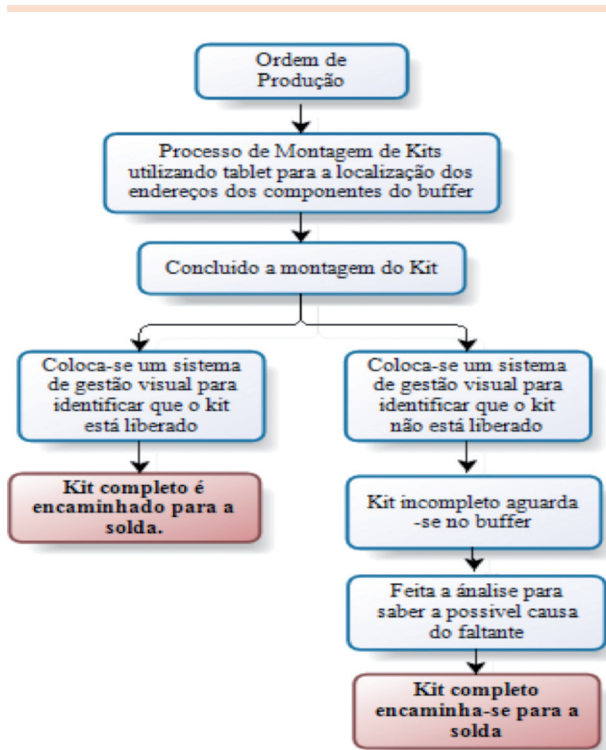 Ordem de
Produção
Processo de Montagem de Kits
utilizando tablet para a localização dos
endereços dos componentes do buffer
Concluido a montagem do Kit
Coloca-se um sistema
de gestão visual para
identificar que o kit
está liberado
Kit completo é
encaminhado para a
solda.
Coloca-se um sistema
de gestão visual para
identificar que o kit
não está liberado
Kit incompleto aguarda
-se no buffer
Feita a ánalise para
saber a possivel causa
do faltante
Kit completo
encaminha-se para a
solda